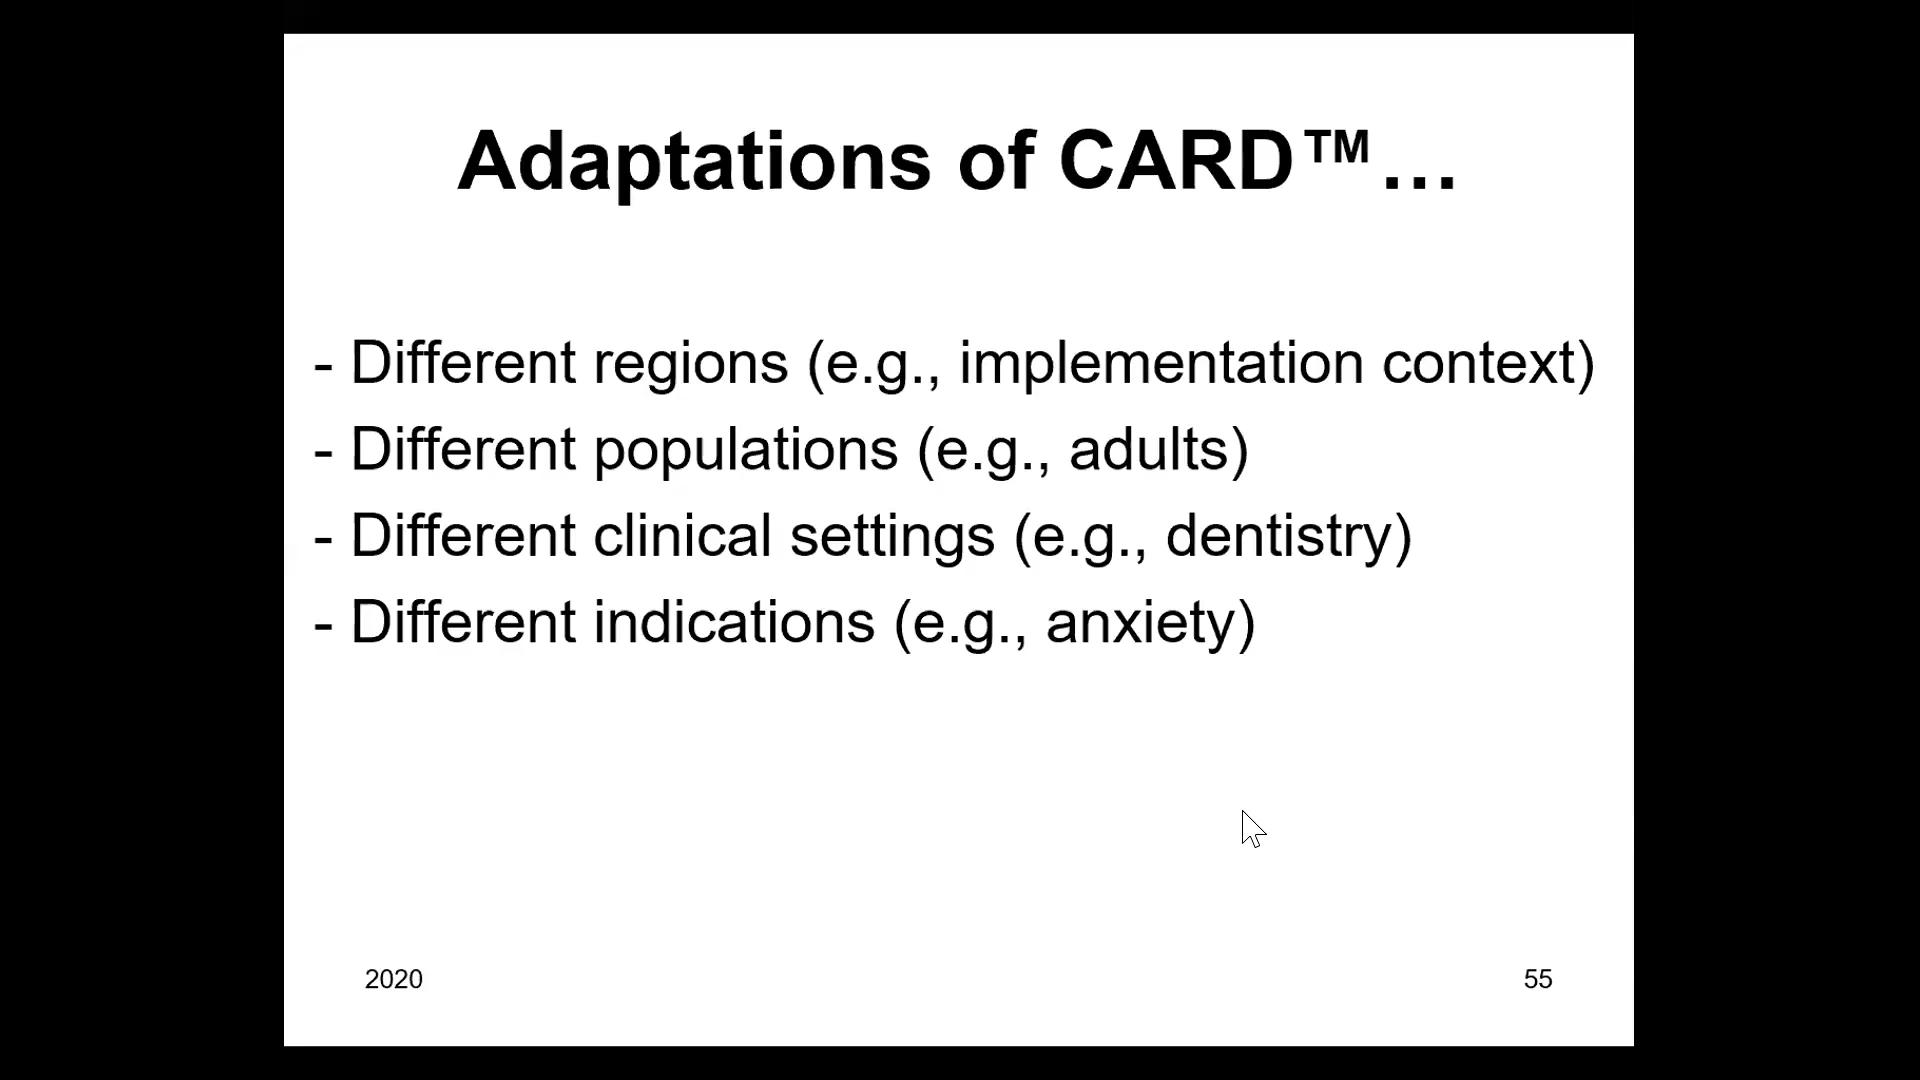 Adaptations of CARD™…
- Different regions (e.g., implementation context)
- Different populations (e.g., adults)
- Different clinical settings (e.g., dentistry)
- Different indications (e.g., anxiety)
2020
55